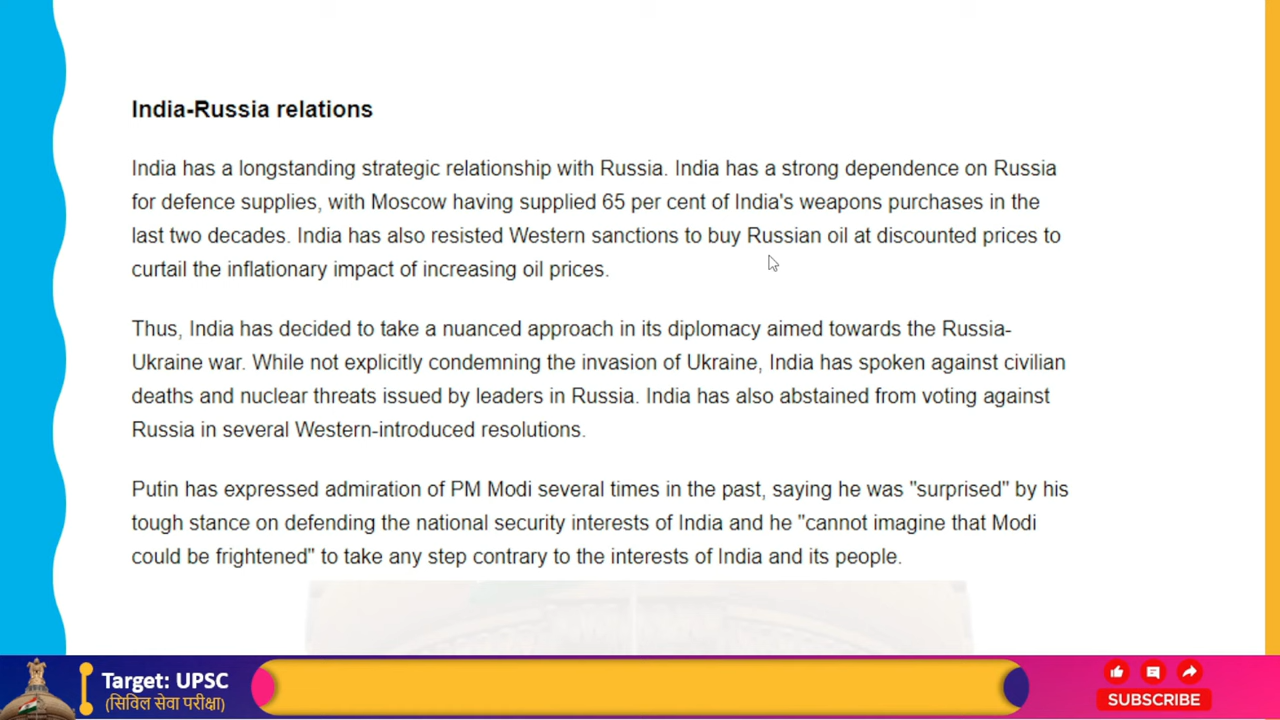 India-Russia relations
India has a longstanding strategic relationship with Russia. India has a strong dependence on Russia
for defence supplies, with Moscow having supplied 65 per cent of India's weapons purchases in the
last two decades. India has also resisted Western sanctions to buy Russian oil at discounted prices to
curtail the inflationary impact of increasing oil prices.
Thus, India has decided to take a nuanced approach in its diplomacy aimed towards the Russia-
Ukraine war. While not explicitly condemning the invasion of Ukraine, India has spoken against civilian
deaths and nuclear threats issued by leaders in Russia. India has also abstained from voting against
Russia in several Western-introduced resolutions.
Putin has expressed admiration of PM Modi several times in the past, saying he was "surprised" by his
tough stance on defending the national security interests of India and he "cannot imagine that Modi
could be frightened" to take any step contrary to the interests of India and its people.
Target: UPSC
(सिविल सेवा परीक्षा)
SUBSCRIBE